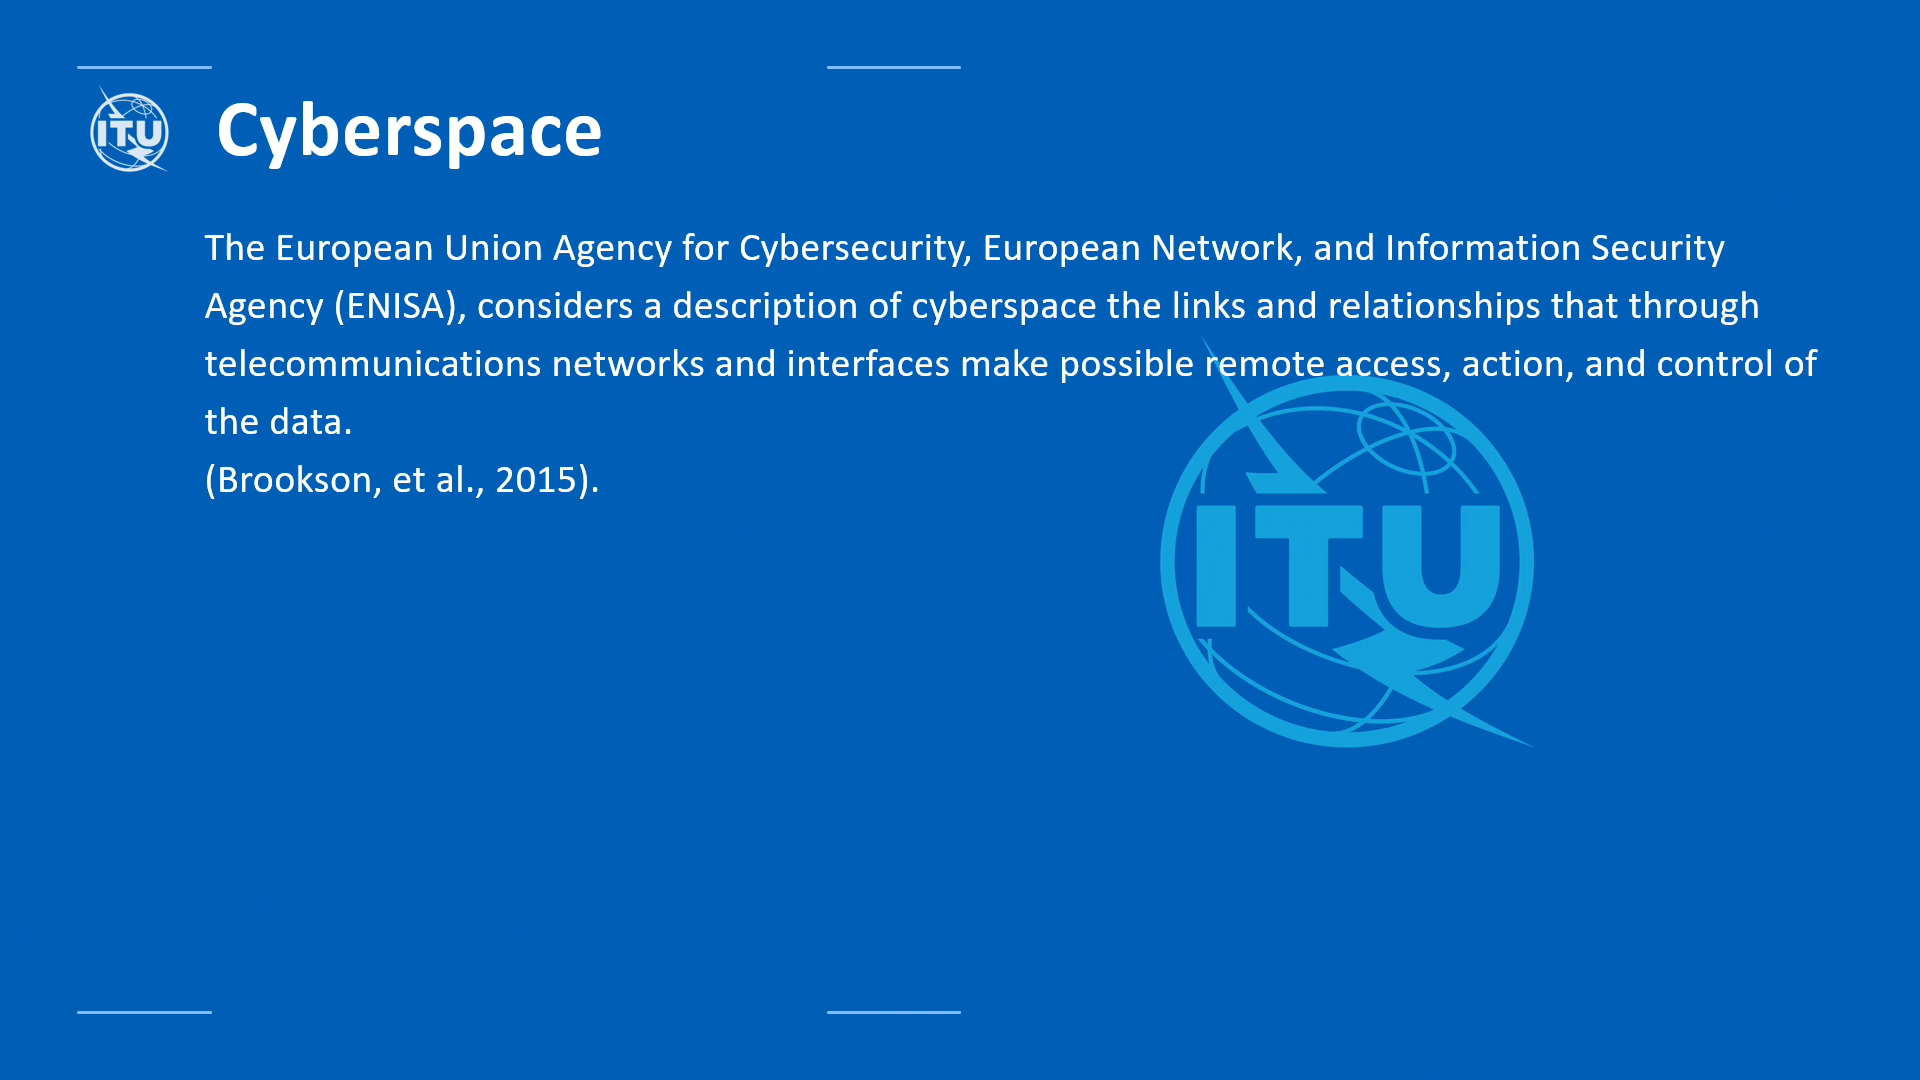 ITU
Cyberspace
The European Union Agency for Cybersecurity, European Network, and Information Security
Agency (ENISA), considers a description of cyberspace the links and relationships that through
telecommunications networks and interfaces make possible remote access, action, and control of
the data.
(Brookson, et al., 2015).
ITU